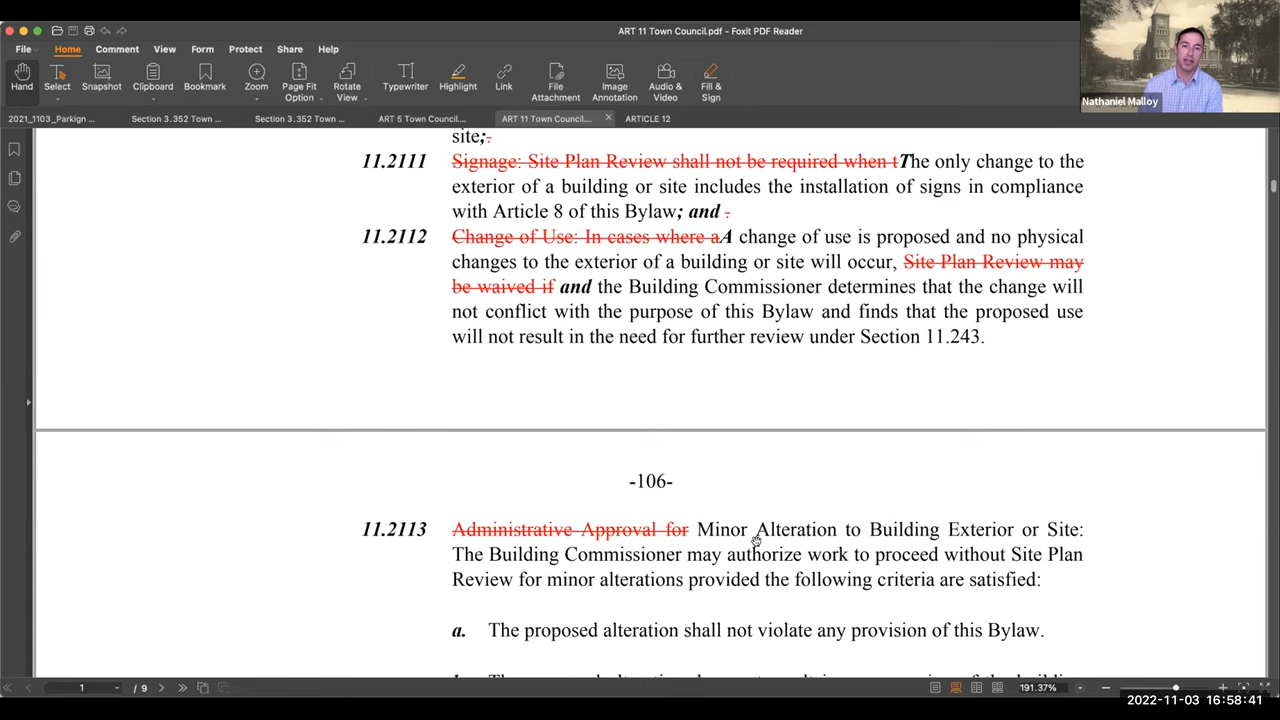 ART 11 Town Council.pdf - Foxit PDF Reader
File Home Comment View Form Protect Share Help
Hand Select Snapshot Clipboard Bookmark Zoom Page Fit Option Rotate View Typewriter Highlight Link File Attachment Image Annotation Audio & Video Fill & Sign
Nathaniel Malloy
2021_1103_Parkign ... Section 3.352 Town ... Section 3.352 Town ... ART 5 Town Council.... ART 11 Town Council.... ARTICLE 12
site;.
11.2111 Signage: Site Plan Review shall not be required when tThe only change to the
exterior of a building or site includes the installation of signs in compliance
with Article 8 of this Bylaw; and .
11.2112 Change of Use: In cases where aA change of use is proposed and no physical
changes to the exterior of a building or site will occur, Site Plan Review may
be waived if and the Building Commissioner determines that the change will
not conflict with the purpose of this Bylaw and finds that the proposed use
will not result in the need for further review under Section 11.243.
-106-
11.2113 Administrative Approval for Minor Alteration to Building Exterior or Site:
The Building Commissioner may authorize work to proceed without Site Plan
Review for minor alterations provided the following criteria are satisfied:
a. The proposed alteration shall not violate any provision of this Bylaw.
1 / 9 191.37%
2022-11-03 16:58:41